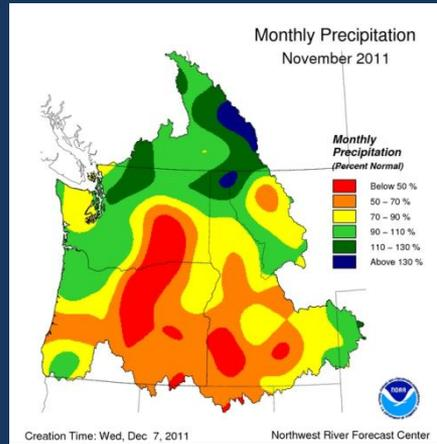 Monthly Precipitation
November 2011
Monthly
Precipitation
(Percent Normal)
Below 50 %
50 – 70 %
70 – 90 %
90 – 110 %
110 – 130 %
Above 130 %
NOAA
Creation Time: Wed, Dec 7, 2011
Northwest River Forecast Center